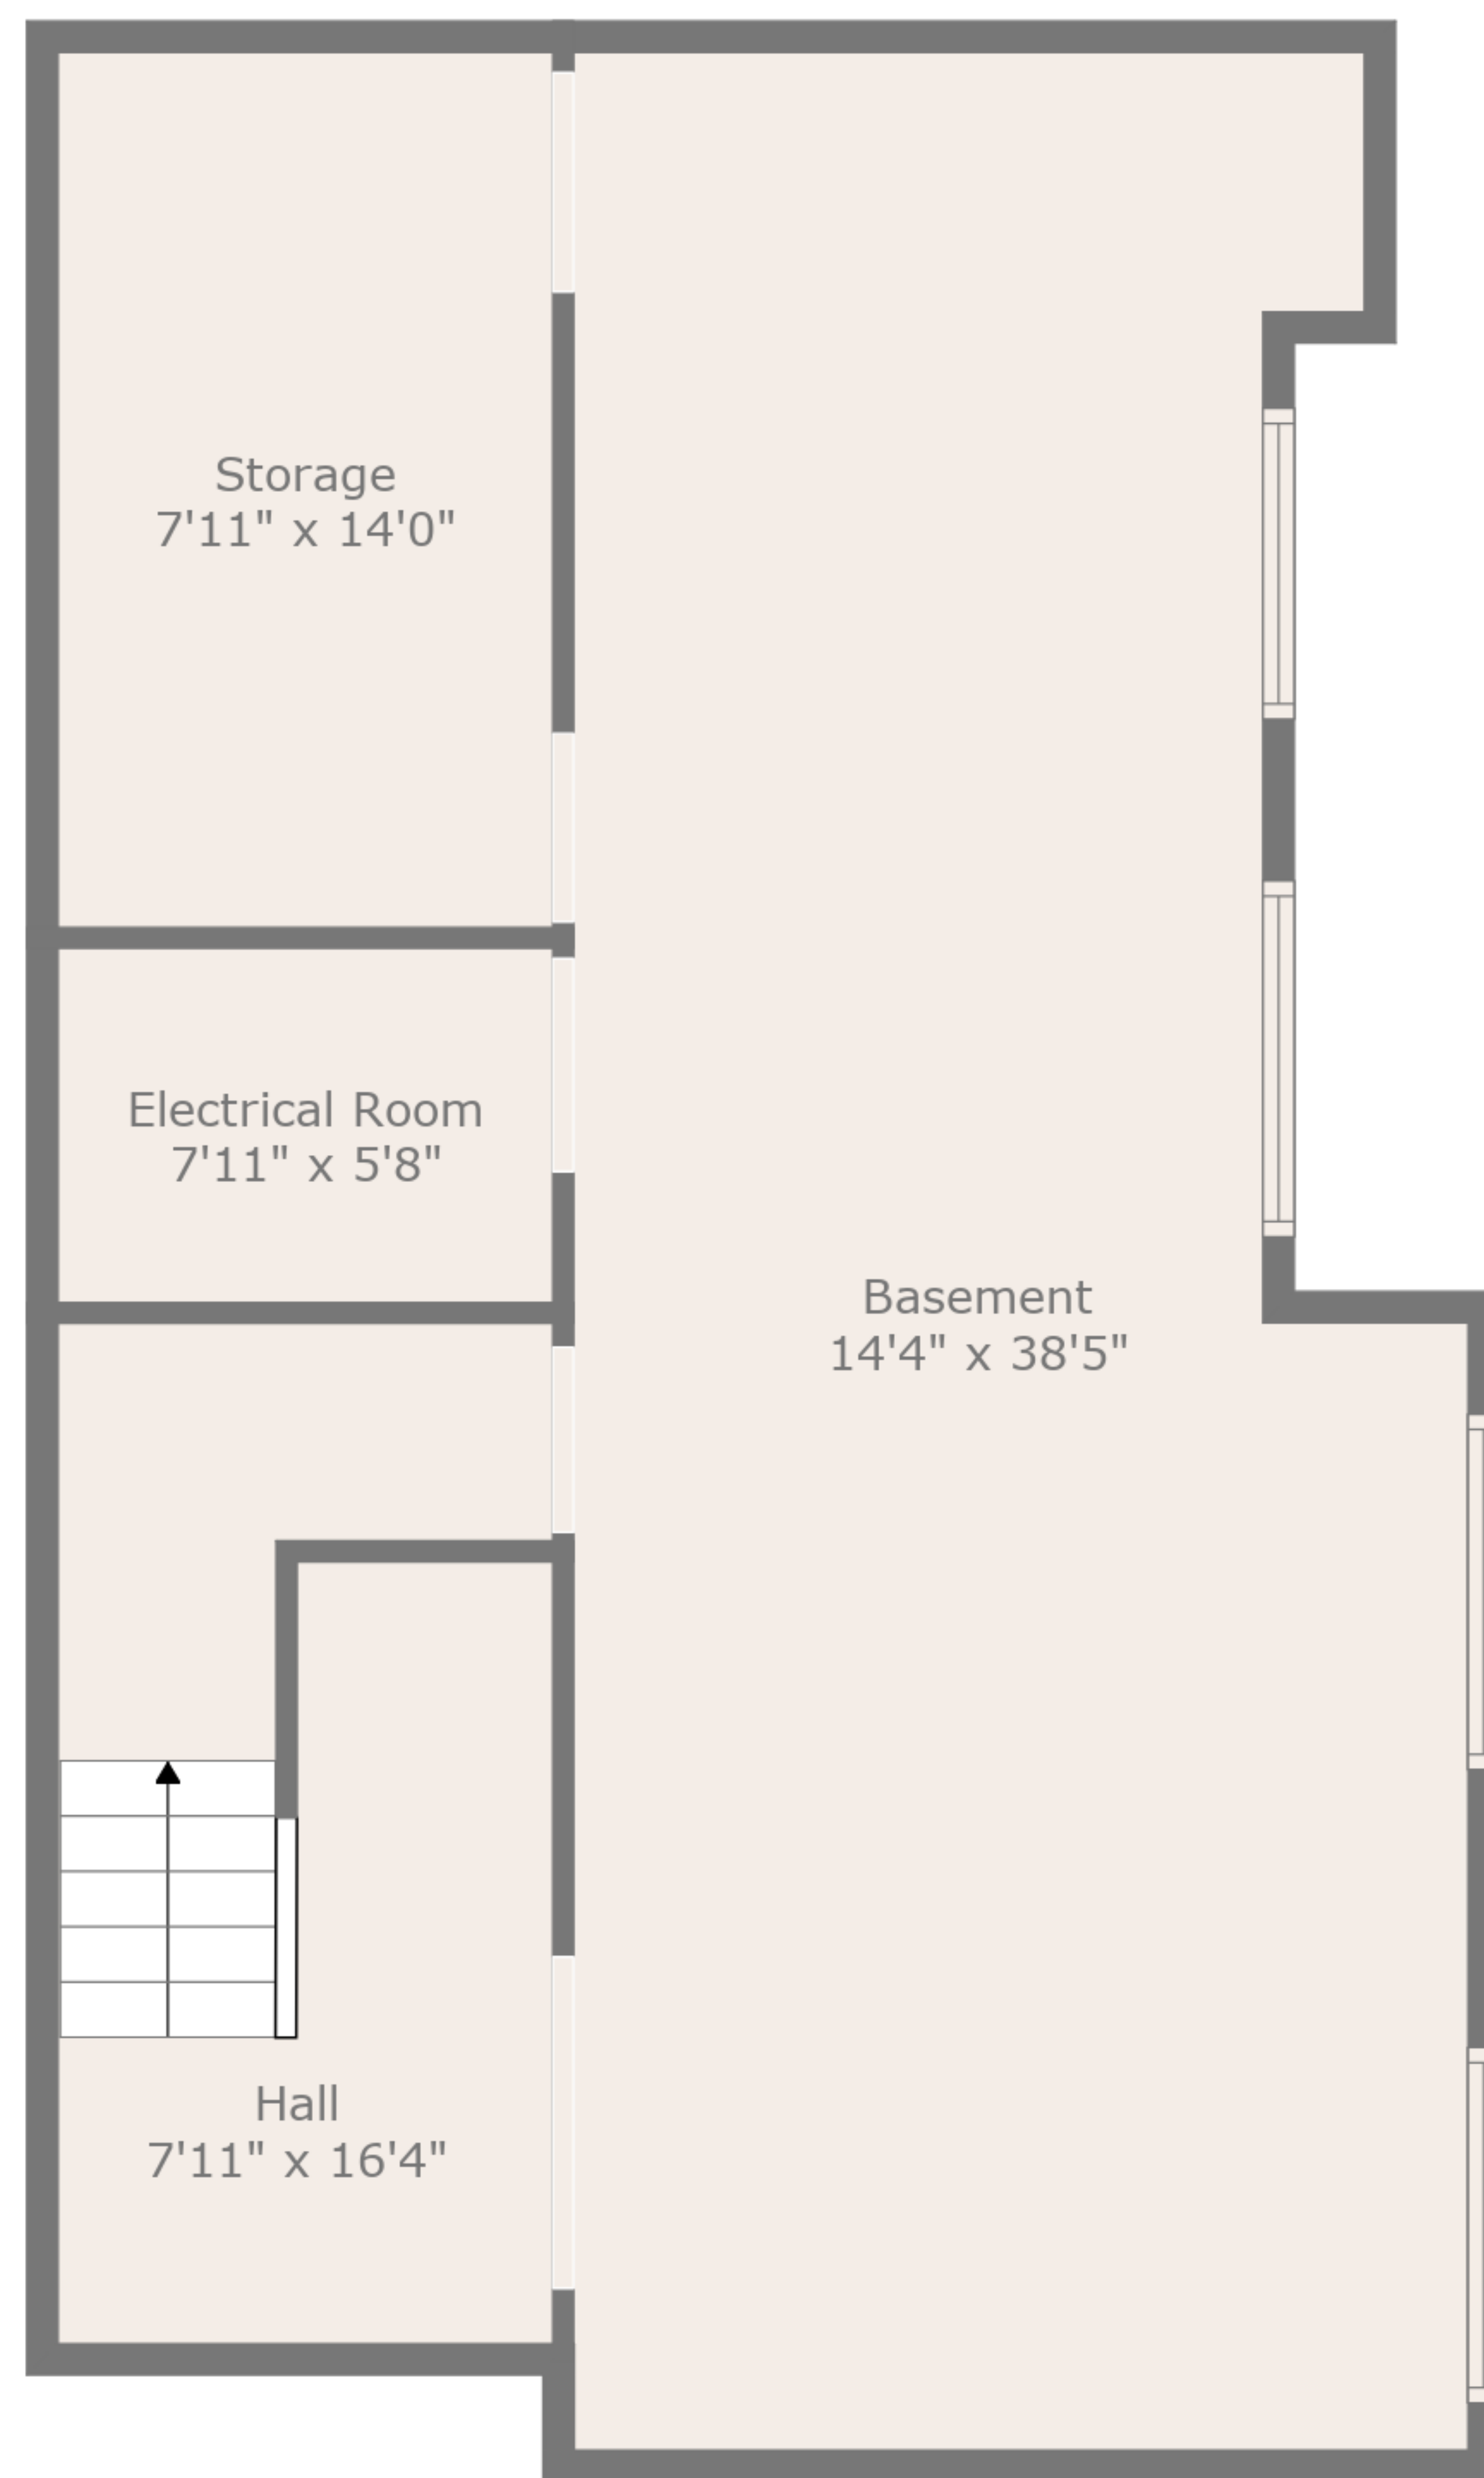 Storage
7'11" x 14'0"
Electrical Room
7'11" x 5'8"
Basement
14'4" x 38'5"
Hall
7'11" x 16'4"